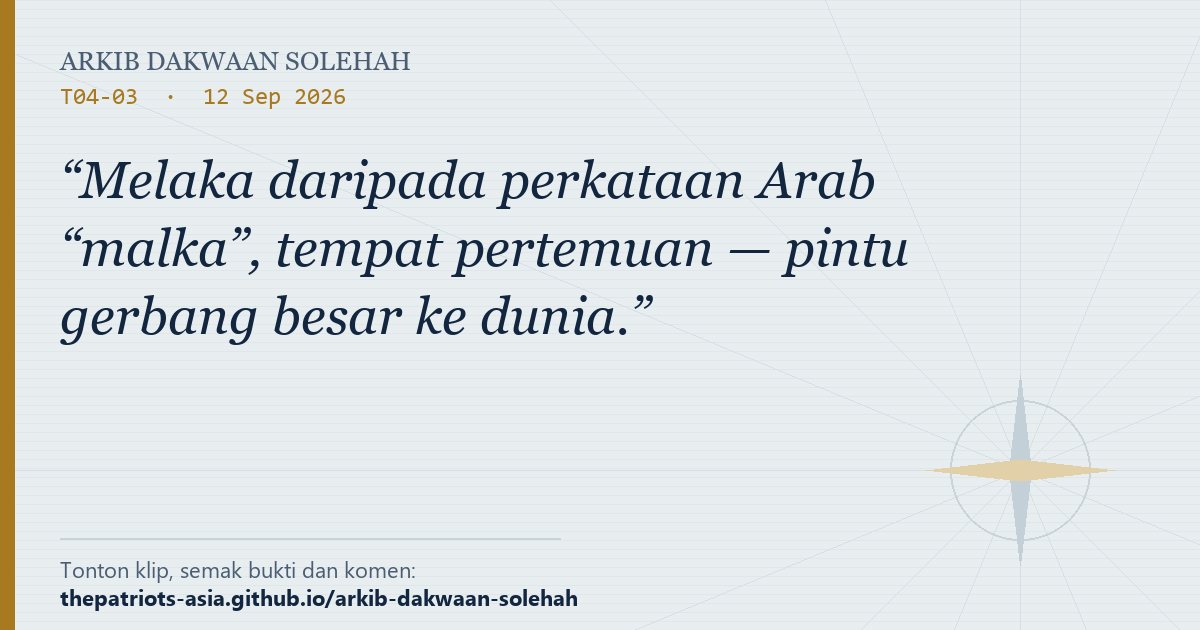 ARKIB DAKWAAN SOLEHAH
T04-03 · 12 Sep 2026
“Melaka daripada perkataan Arab
“malka”, tempat pertemuan — pintu
gerbang besar ke dunia.”
Tonton klip, semak bukti dan komen:
thepatriots-asia.github.io/arkib-dakwaan-solehah